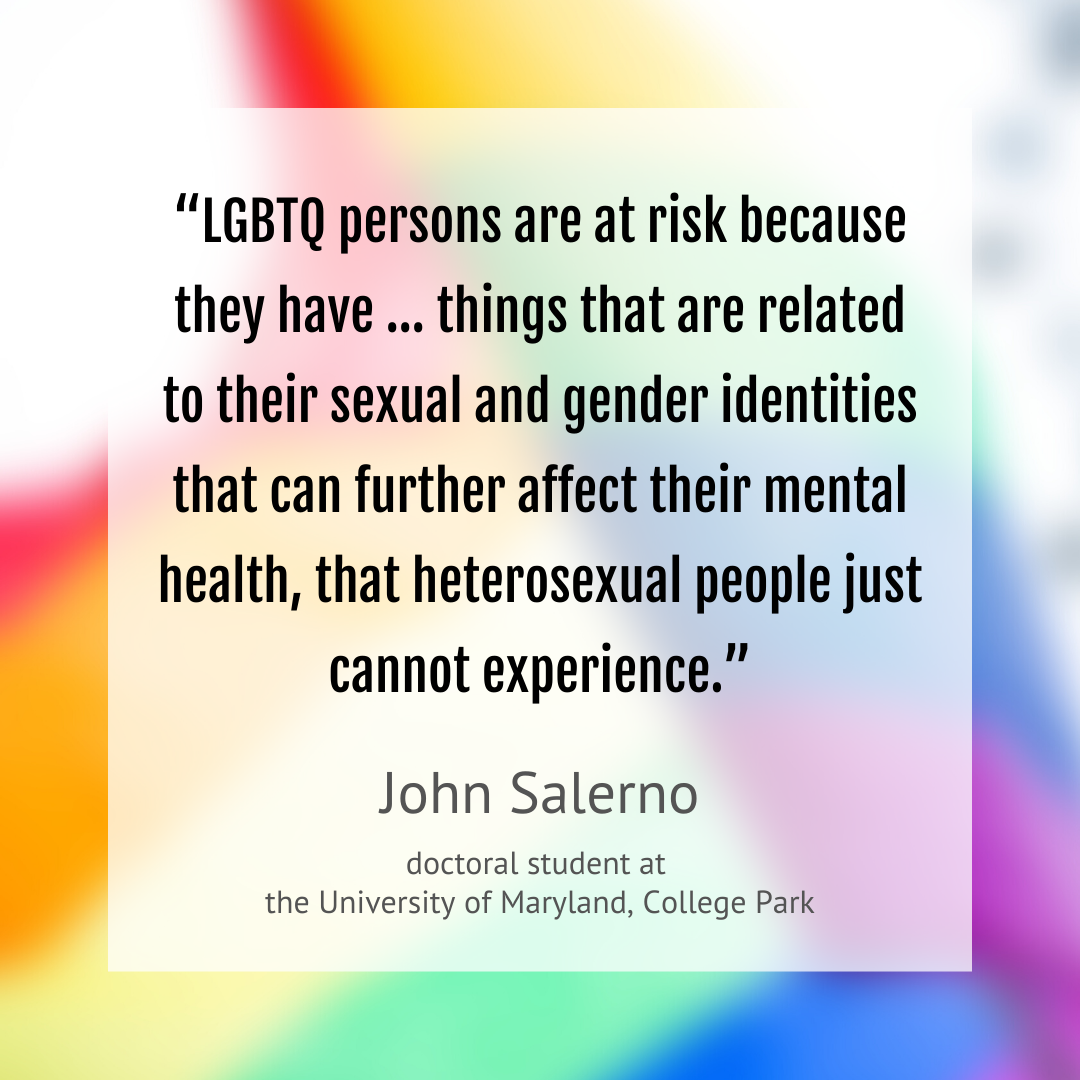 “LGBTQ persons are at risk because
they have ... things that are related
to their sexual and gender identities
that can further affect their mental
health, that heterosexual people just
cannot experience.”
John Salerno
doctoral student at
the University of Maryland, College Park